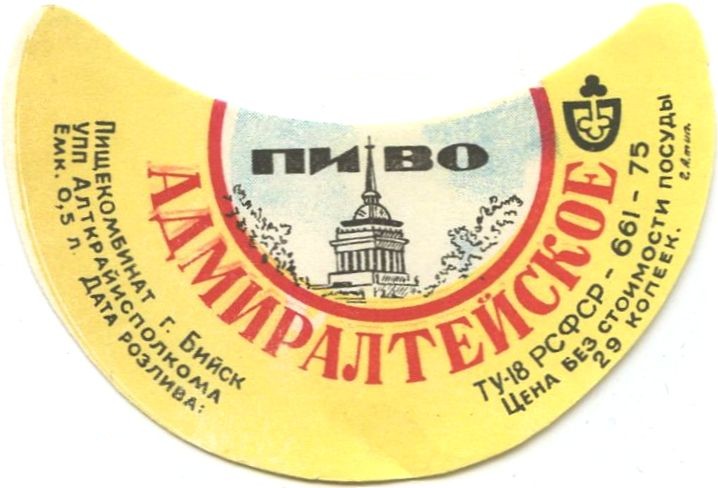 ПИВО
АДМИРАЛТЕЙСКОЕ
Пищекомбинат г. Бийск
УПП Алткрайисполкома
Емк. 0,5 л. Дата розлива:
ТУ-18 РСФСР - 661 - 75
Цена без стоимости посуды
29 копеек.